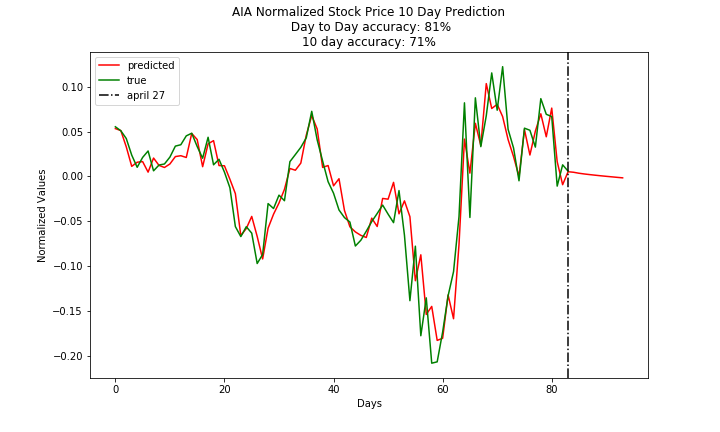 AIA Normalized Stock Price 10 Day Prediction
Day to Day accuracy: 81%
10 day accuracy: 71%
predicted
true
april 27
Normalized Values
0.10
0.05
0.00
−0.05
−0.10
−0.15
−0.20
0 20 40 60 80
Days